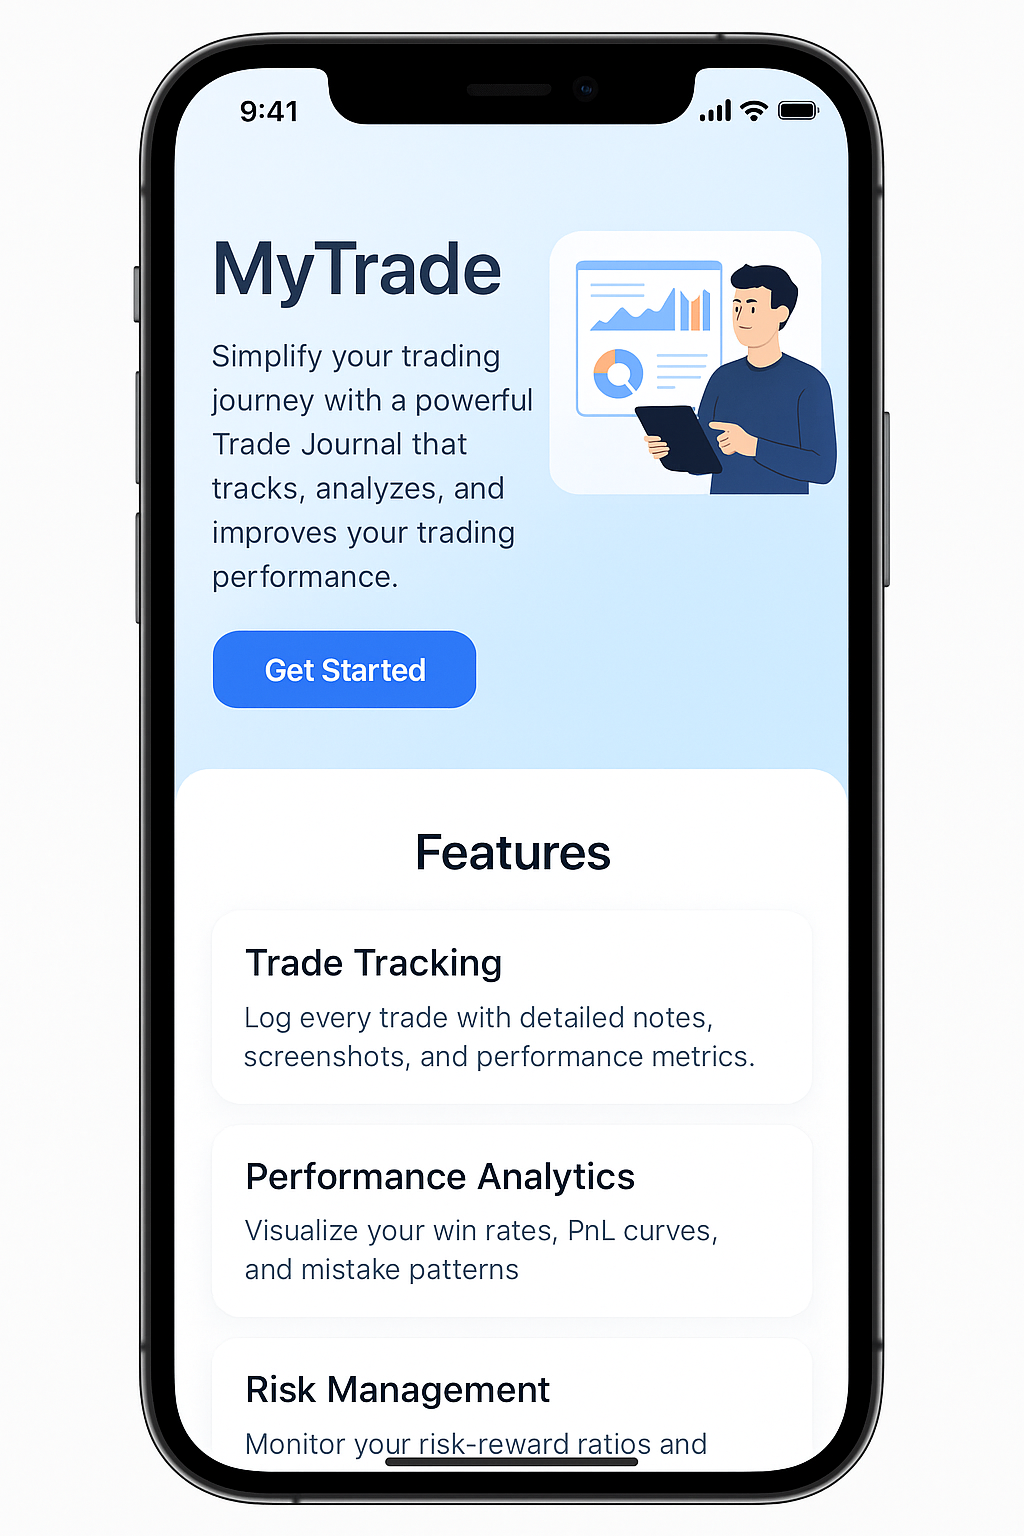 9:41
MyTrade
Simplify your trading
journey with a powerful
Trade Journal that
tracks, analyzes, and
improves your trading
performance.
Get Started
Features
Trade Tracking
Log every trade with detailed notes,
screenshots, and performance metrics.
Performance Analytics
Visualize your win rates, PnL curves,
and mistake patterns
Risk Management
Monitor your risk-reward ratios and